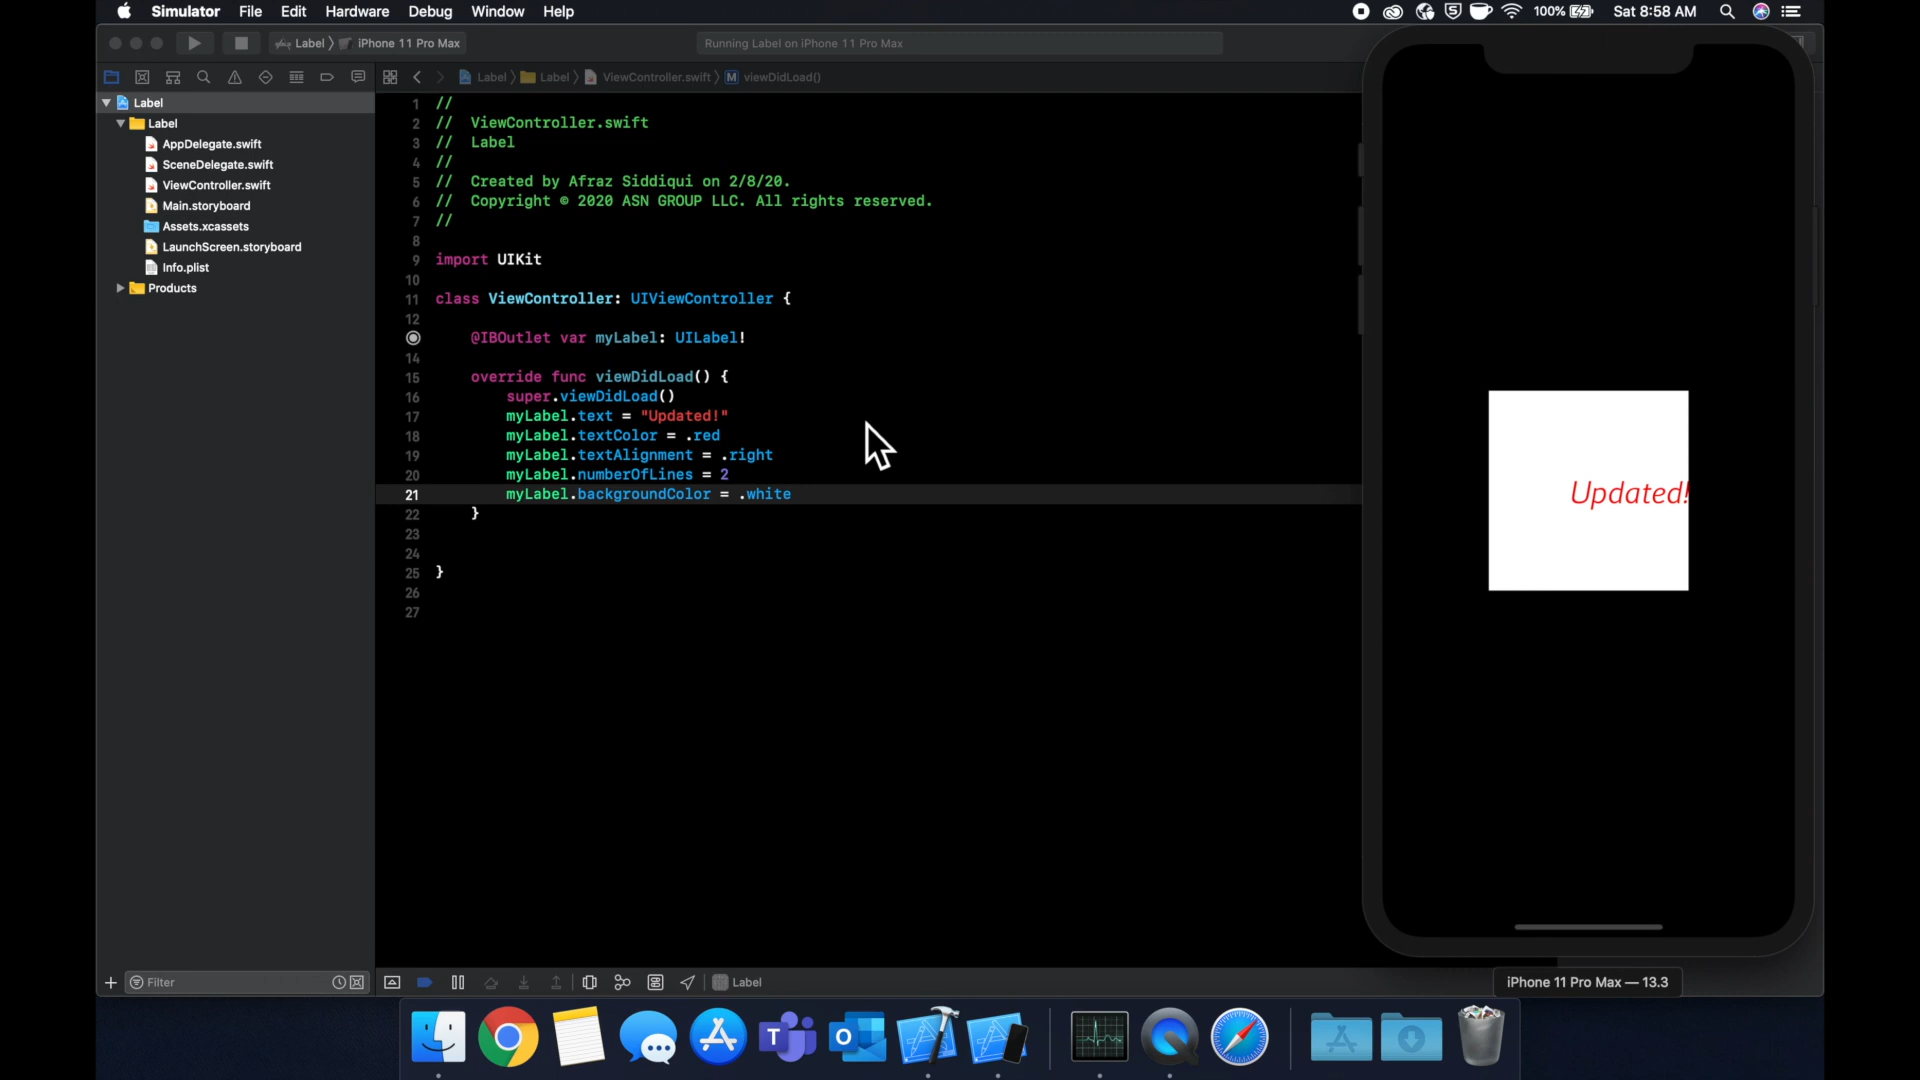 Simulator File Edit Hardware Debug Window Help
100% Sat 8:58 AM
Label iPhone 11 Pro Max
Running Label on iPhone 11 Pro Max
Label Label ViewController.swift M viewDidLoad()
Label
Label
AppDelegate.swift
SceneDelegate.swift
ViewController.swift
Main.storyboard
Assets.xcassets
LaunchScreen.storyboard
Info.plist
Products
1 //
2 // ViewController.swift
3 // Label
4 //
5 // Created by Afraz Siddiqui on 2/8/20.
6 // Copyright © 2020 ASN GROUP LLC. All rights reserved.
7 //
8
9 import UIKit
10
11 class ViewController: UIViewController {
12
@IBOutlet var myLabel: UILabel!
14
15 override func viewDidLoad() {
16 super.viewDidLoad()
17 myLabel.text = "Updated!"
18 myLabel.textColor = .red
19 myLabel.textAlignment = .right
20 myLabel.numberOfLines = 2
21 myLabel.backgroundColor = .white
22 }
23
24
25 }
26
27
Updated!
Filter
Label
iPhone 11 Pro Max — 13.3